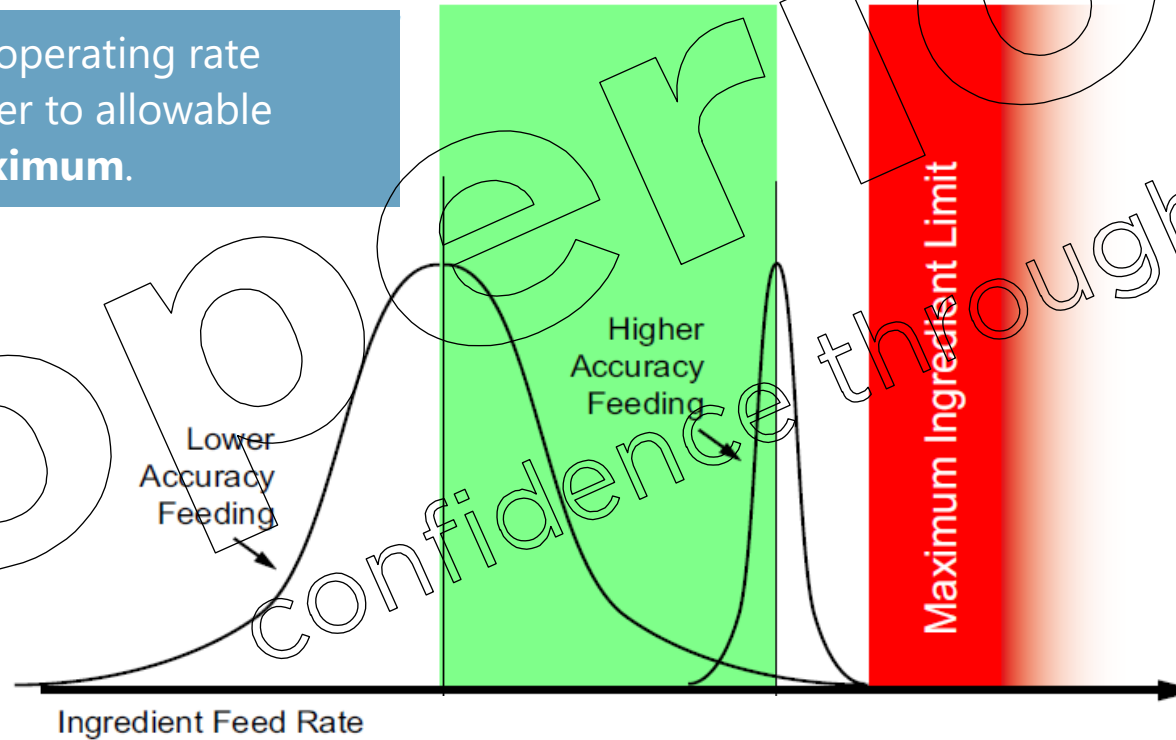 operating rate
er to allowable
ximum.
Higher
Accuracy
Feeding
Lower
Accuracy
Feeding
Maximum Ingredient Limit
Ingredient Feed Rate
confidence throug